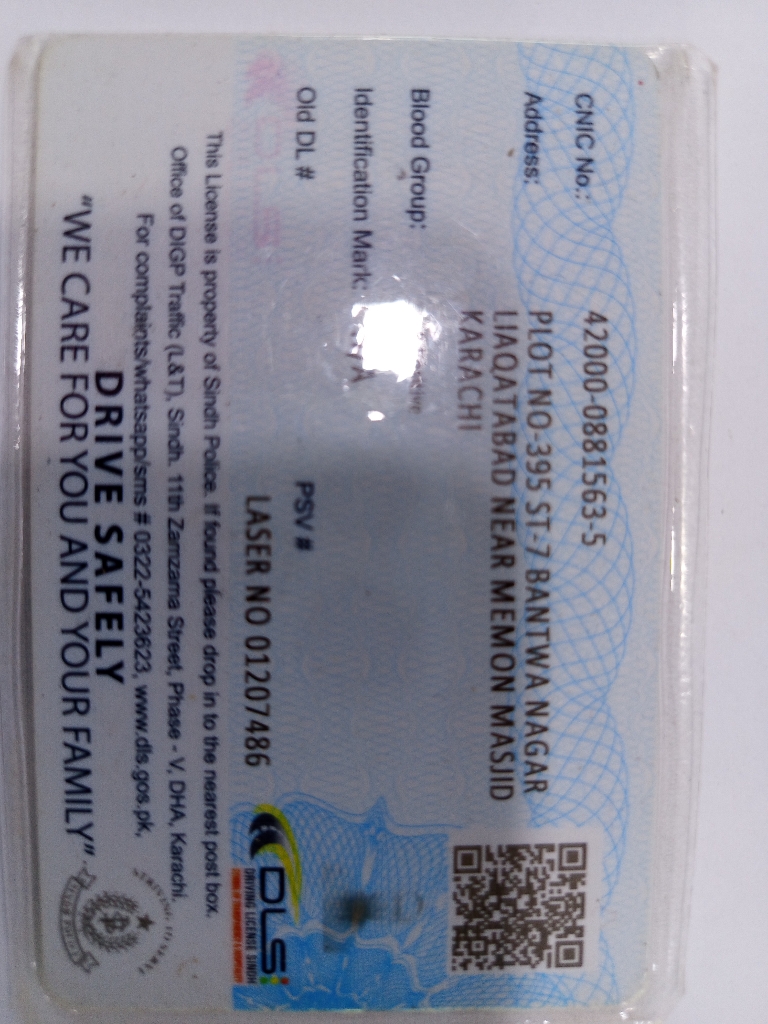 CNIC No.: 42000-0881563-5
Address: PLOT NO-395 ST-7 BANTWA NAGAR
LIAQATABAD NEAR MEMON MASJID
KARACHI
Blood Group:
Identification Mark:
Old DL # PSV #
LASER NO 01207486
DLS
DRIVING LICENSE SINDH
This License is property of Sindh Police. If found please drop in to the nearest post box.
Office of DIGP Traffic (L&T), Sindh. 11th Zamzama Street, Phase - V, DHA, Karachi.
For complaints/whatsapp/sms # 0322-5423623, www.dls.gos.pk,
DRIVE SAFELY
"WE CARE FOR YOU AND YOUR FAMILY"